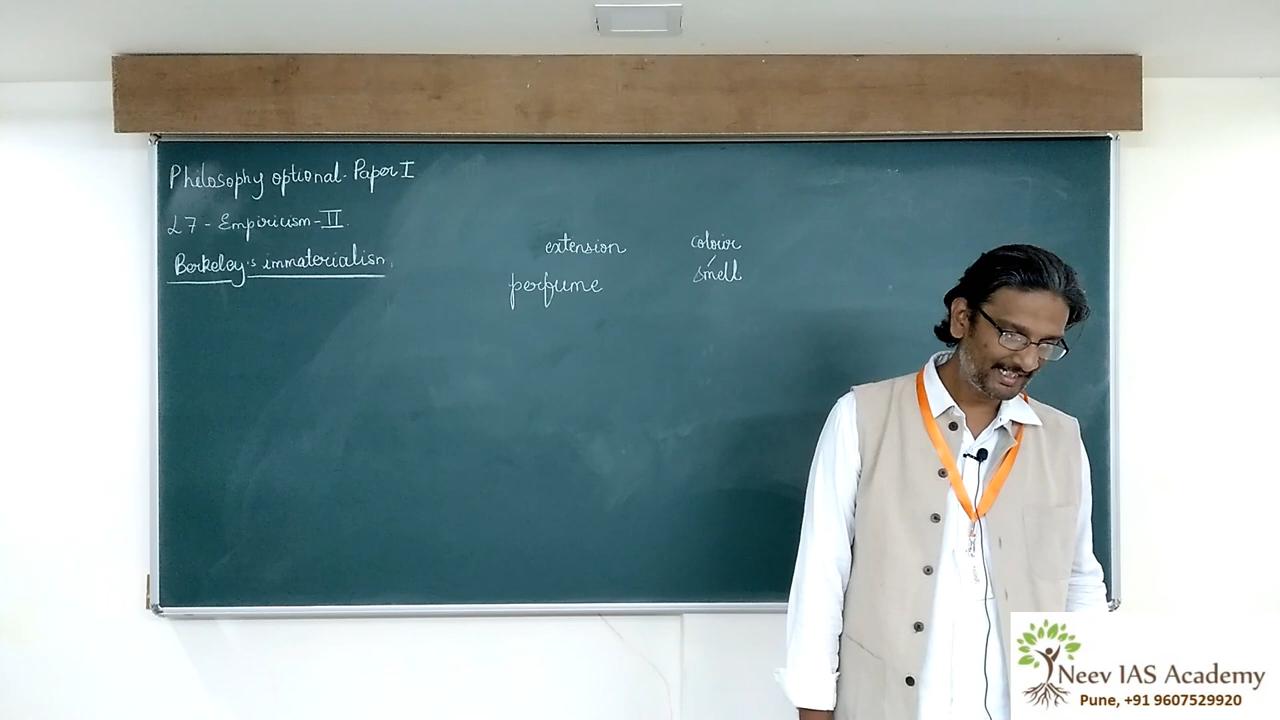 Philosophy optional - Paper I
L7 - Empiricism - II.
Berkeley's immaterialism.
extension colour
perfume smell
Neev IAS Academy
Pune, +91 9607529920